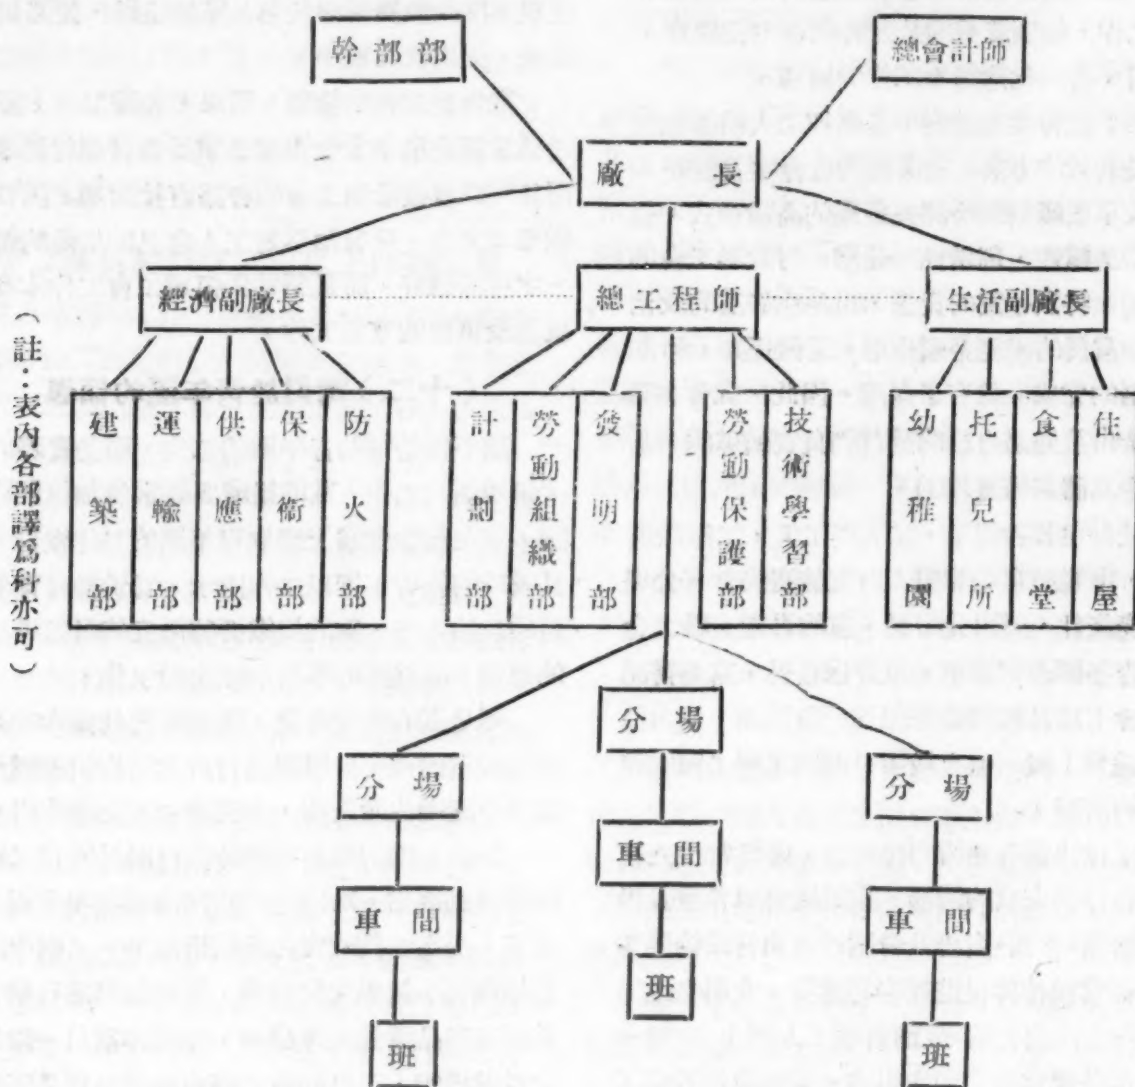 幹部部
總會計師
廠長
經濟副廠長
總工程師
生活副廠長
建築部
運輸部
供應部
保衛部
防火部
計劃部
勞動組織部
發明部
勞動保護部
技術學習部
幼稚園
托兒所
食堂
住屋
分場
分場
分場
車間
車間
車間
班
班
班
（註：表內各部譯爲科亦可）